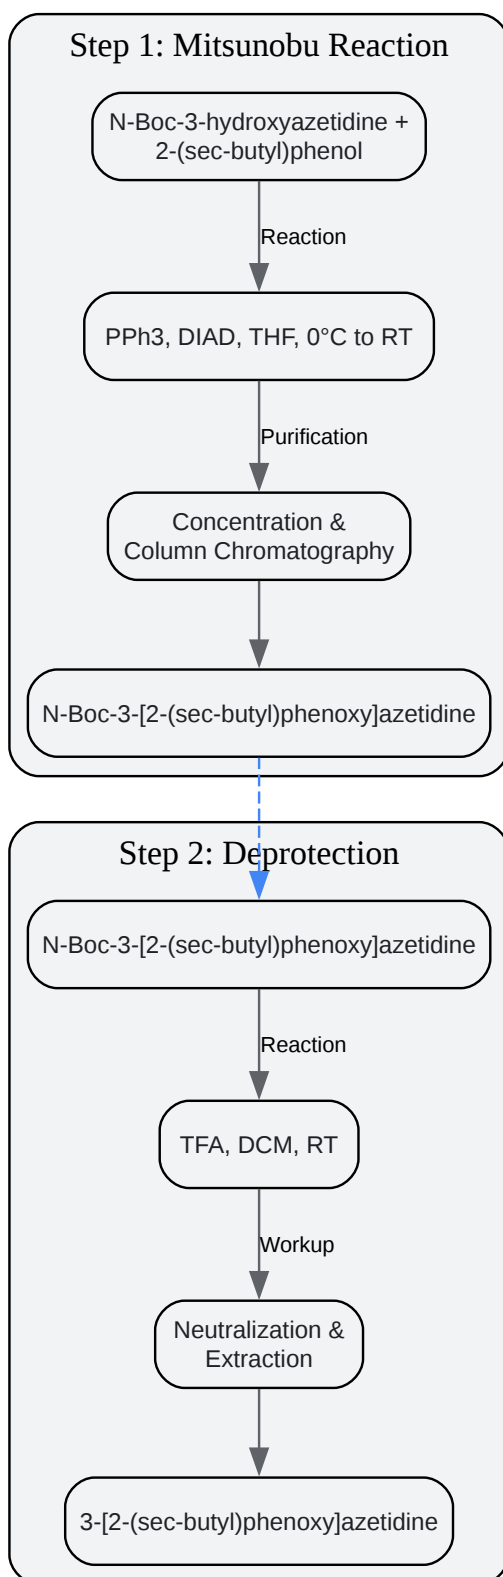 Step 1: Mitsunobu Reaction
N-Boc-3-hydroxyazetidine +
2-(sec-butyl)phenol
Reaction
PPh3, DIAD, THF, 0°C to RT
Purification
Concentration &
Column Chromatography
N-Boc-3-[2-(sec-butyl)phenoxy]azetidine
Step 2: Deprotection
N-Boc-3-[2-(sec-butyl)phenoxy]azetidine
Reaction
TFA, DCM, RT
Workup
Neutralization &
Extraction
3-[2-(sec-butyl)phenoxy]azetidine